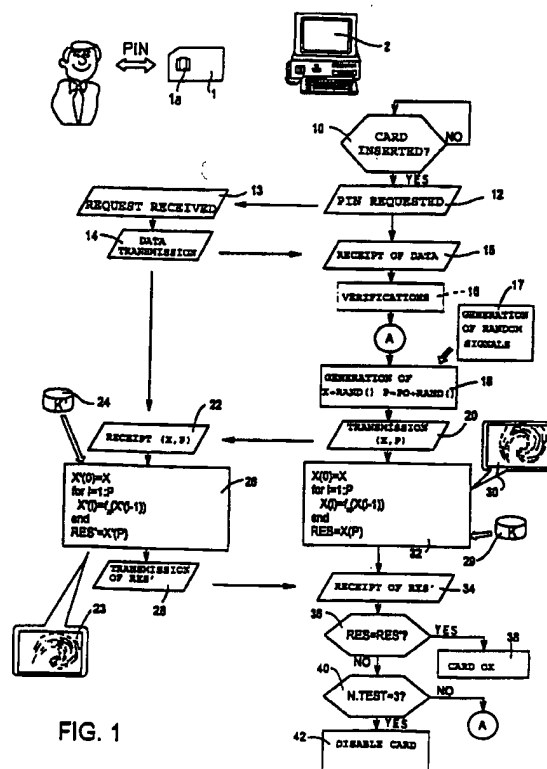 PIN
1a
1
2
10
CARD
INSERTED?
NO
YES
13
REQUEST RECEIVED
PIN REQUESTED
12
14
DATA
TRANSMISSION
RECEIPT OF DATA
15
VERIFICATIONS
16
17
GENERATION
OF RANDOM
SIGNALS
A
GENERATION OF
X=RAND() P=PO+RAND()
18
K'
24
22
RECEIPT (X,P)
TRANSMISSION
(X,P)
20
30
X'(0)=X
for i=1:P
end
RES'=X'(P)
26
X(0)=X
for i=1:P
end
RES=X(P)
32
K
29
TRANSMISSION
OF RES'
28
RECEIPT OF RES'
34
23
36
RES=RES'?
YES
NO
CARD OK
38
40
N.TEST=3?
NO
A
YES
42
DISABLE CARD
FIG. 1